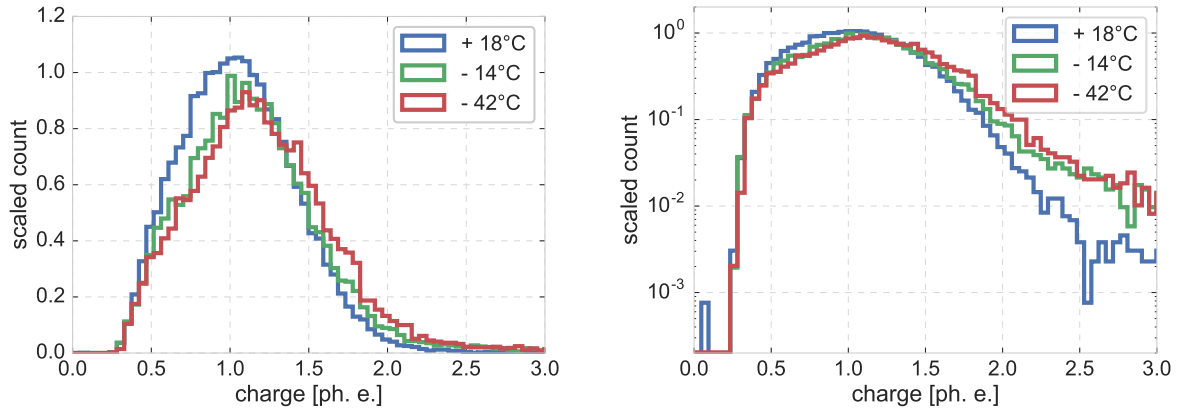 1.2
1.0
0.8
0.6
0.4
0.2
0.0
scaled count
+ 18°C
- 14°C
- 42°C
0.0 0.5 1.0 1.5 2.0 2.5 3.0
charge [ph. e.]
10⁰
10⁻¹
10⁻²
10⁻³
scaled count
+ 18°C
- 14°C
- 42°C
0.0 0.5 1.0 1.5 2.0 2.5 3.0
charge [ph. e.]